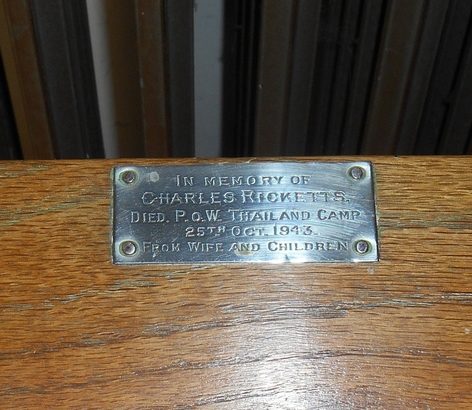 In memory of
Charles Ricketts.
Died. P.o.W. Thailand Camp
25th Oct. 1943.
From Wife and Children